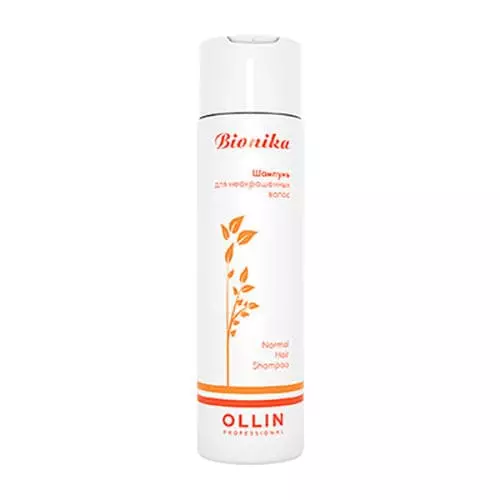 Bionika
Шампунь
для неокрашенных
волос
Normal
Hair
Shampoo
OLLIN
PROFESSIONAL